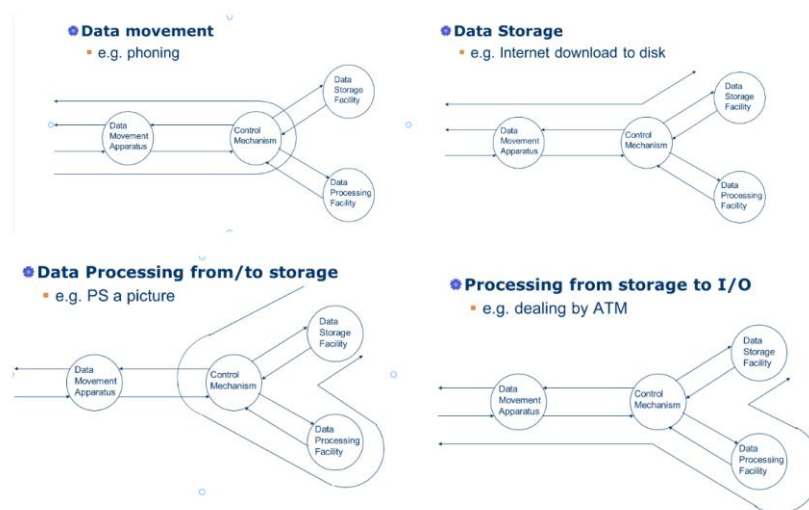 Data movement
e.g. phoning
Data
Storage
Facility
Data
Movement
Apparatus
Control
Mechanism
Data
Processing
Facility
Data Storage
e.g. Internet download to disk
Data
Storage
Facility
Data
Movement
Apparatus
Control
Mechanism
Data
Processing
Facility
Data Processing from/to storage
e.g. PS a picture
Data
Storage
Facility
Data
Movement
Apparatus
Control
Mechanism
Data
Processing
Facility
Processing from storage to I/O
e.g. dealing by ATM
Data
Storage
Facility
Data
Movement
Apparatus
Control
Mechanism
Data
Processing
Facility